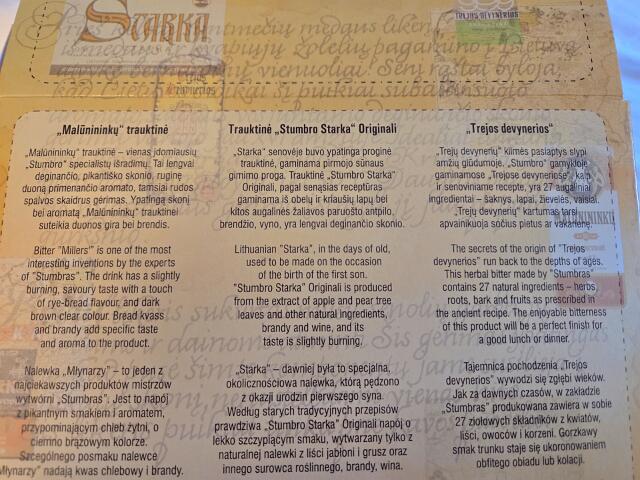 STARKA
TREJOS DEVYNERIOS
„Malūnininkų“ trauktinė
„Malūnininkų“ trauktinė – vienas įdomiausių
„Stumbro“ specialistų išradimų. Tai lengvai
deginančio, pikantiško skonio, ruginę
duoną primenančio aromato, tamsiai rudos
spalvos skaidrus gėrimas. Ypatingą skonį
bei aromatą „Malūnininkų“ trauktinei
suteikia duonos gira bei brendis.
Bitter "Millers'" is one of the most
interesting inventions by the experts
of "Stumbras". The drink has a slightly
burning, savoury taste with a touch
of rye-bread flavour, and dark
brown clear colour. Bread kvass
and brandy add specific taste
and aroma to the product.
Nalewka „Młynarzy” – to jeden z
najciekawszych produktów mistrzów
wytwórni „Stumbras”. Jest to napój
z pikantnym smakiem i aromatem,
przypominającym chleb żytni, o
ciemno brązowym kolorze.
Szczególnego posmaku nalewce
„Młynarzy” nadają kwas chlebowy i brandy.
Trauktinė „Stumbro Starka“ Originali
„Starka“ senovėje buvo ypatinga proginė
trauktinė, gaminama pirmojo sūnaus
gimimo proga. Trauktinė „Stumbro Starka“
Originali, pagal senąsias receptūras
gaminama iš obelų ir kriaušių lapų bei
kitos augalinės žaliavos paruošto antpilo,
brendžio, vyno, yra lengvai deginančio skonio.
Lithuanian "Starka", in the days of old,
used to be made on the occasion
of the birth of the first son.
"Stumbro Starka" Originali is produced
from the extract of apple and pear tree
leaves and other natural ingredients,
brandy and wine, and its
taste is slightly burning.
„Starka” – dawniej była to specjalna,
okolicznościowa nalewka, którą pędzono
z okazji urodzin pierwszego syna.
Według starych tradycyjnych przepisów
prawdziwa „Stumbro Starka” Originali napój o
lekko szczypiącym smaku, wytwarzany tylko z
naturalnej nalewki z liści jabłoni i grusz oraz
innego surowca roślinnego, brandy, wina.
„Trejos devynerios“
„Trejų devynerių“ kilmės paslaptys slypi
amžių glūdumoje. „Stumbro“ gamykloje
gaminamose „Trejose devyneriose“, kaip
ir senoviniame recepte, yra 27 augaliniai
ingredientai – šaknys, lapai, žievelės, vaisiai.
„Trejų devynerių“ kartumas tarsi
apvainikuoja sočius pietus ar vakarienę.
The secrets of the origin of "Trejos
devynerios" run back to the depths of ages.
This herbal bitter made by "Stumbras"
contains 27 natural ingredients – herbs,
roots, bark and fruits as prescribed in
the ancient recipe. The enjoyable bitterness
of this product will be a perfect finish for
a good lunch or dinner.
Tajemnica pochodzenia „Trejos
devynerios” wywodzi się zgłębi wieków.
Jak za dawnych czasów, w zakładzie
„Stumbras” produkowana zawiera w sobie
27 ziołowych składników z kwiatów,
liści, owoców i korzeni. Gorzkawy
smak trunku staje się ukoronowaniem
obfitego obiadu lub kolacji.